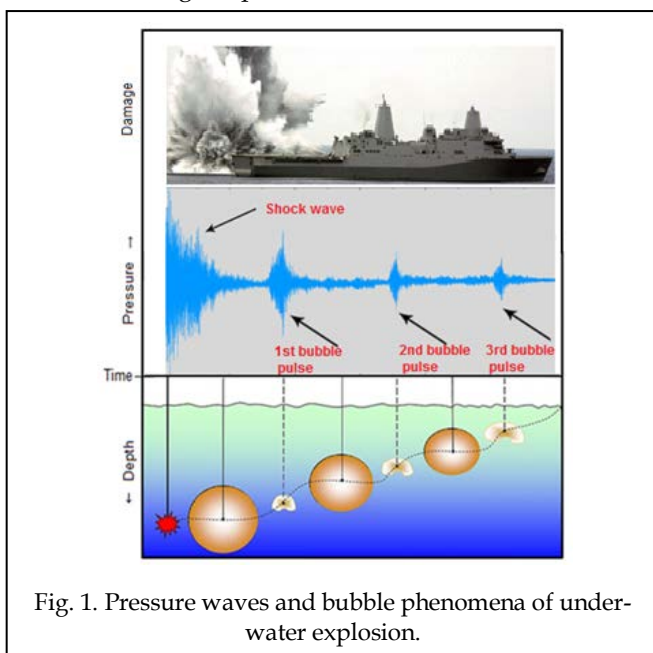 Damage
Shock wave
Pressure →
1st bubble
pulse
2nd bubble
pulse
3rd bubble
pulse
Time
← Depth
Fig. 1. Pressure waves and bubble phenomena of under-
water explosion.